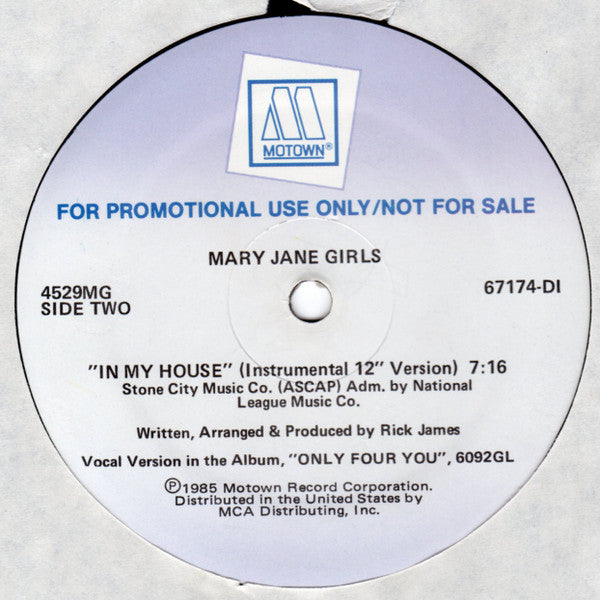 MOTOWN®
FOR PROMOTIONAL USE ONLY/NOT FOR SALE
MARY JANE GIRLS
4529MG
SIDE TWO
67174-DI
"IN MY HOUSE" (Instrumental 12" Version) 7:16
Stone City Music Co. (ASCAP) Adm. by National
League Music Co.
Written, Arranged & Produced by Rick James
Vocal Version in the Album, "ONLY FOUR YOU", 6092GL
℗1985 Motown Record Corporation.
Distributed in the United States by
MCA Distributing, Inc.